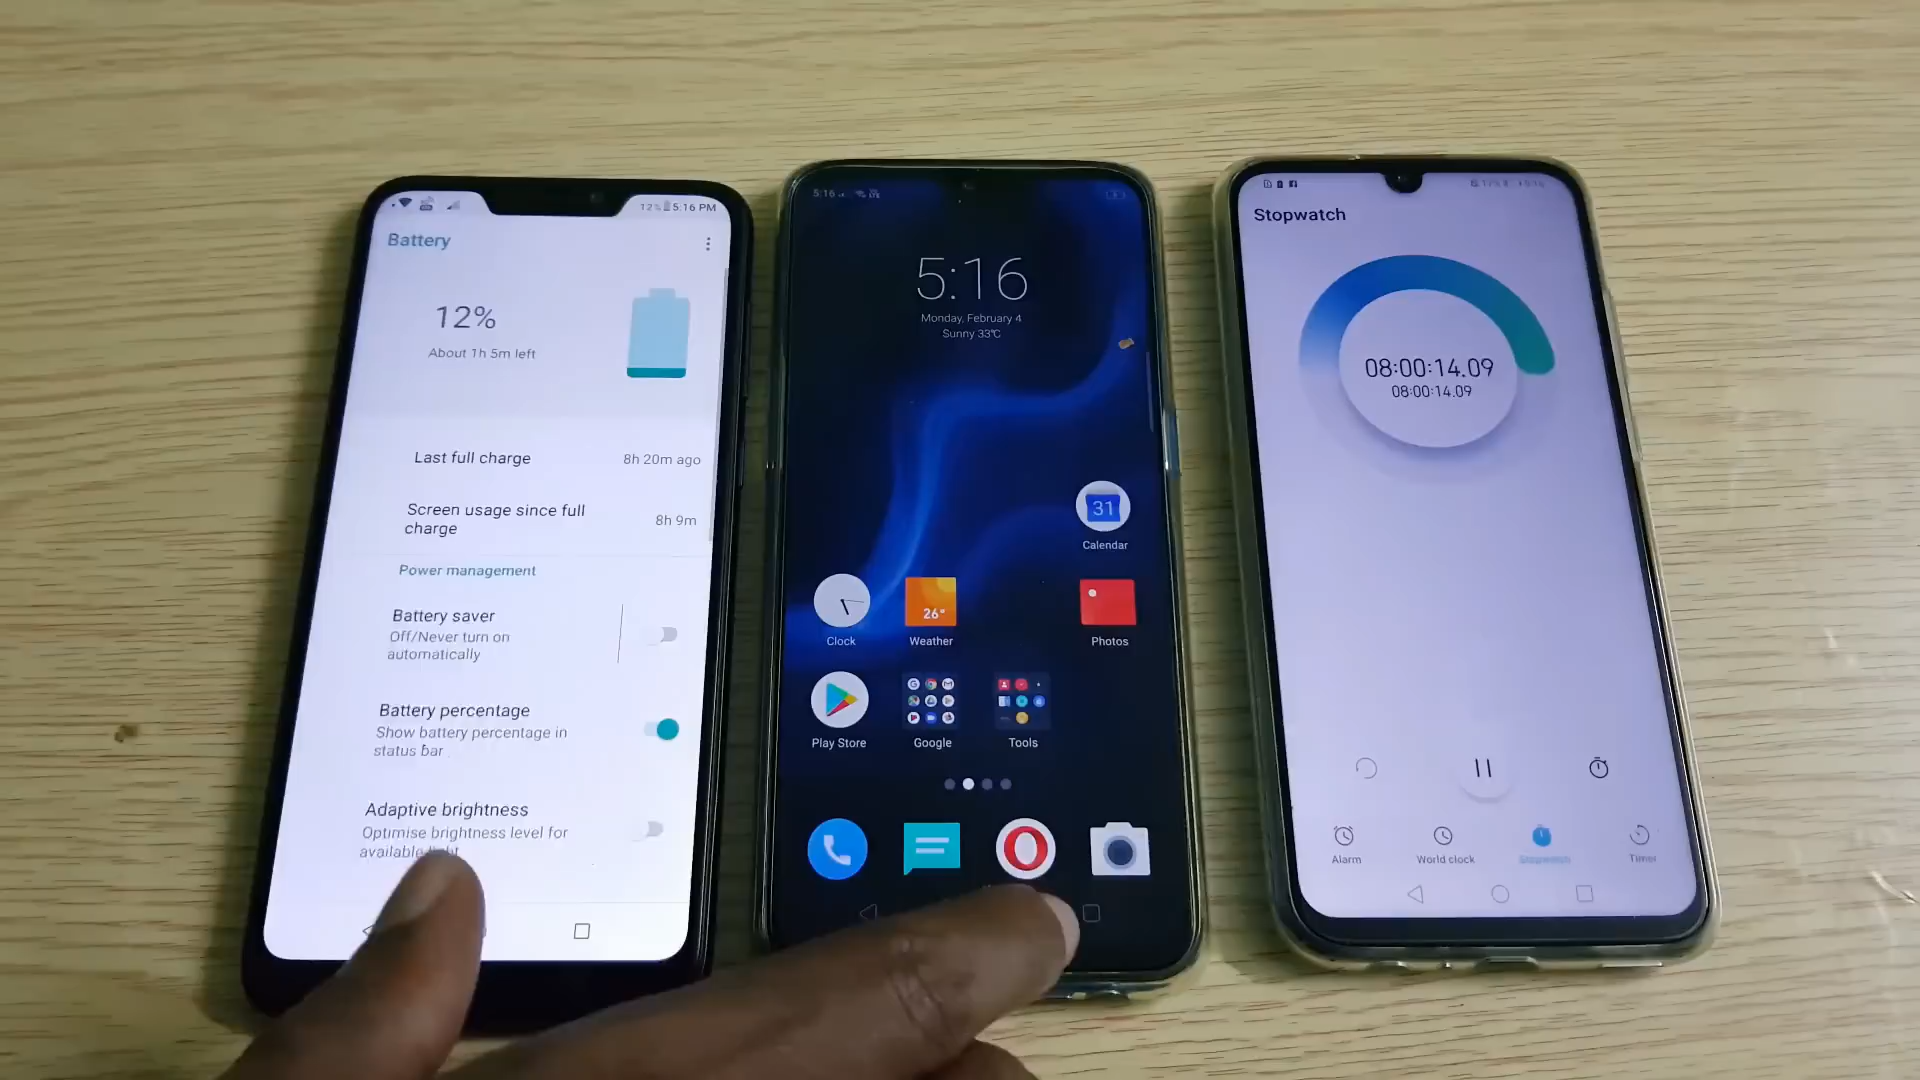 12% 5:16 PM
Battery
12%
About 1h 5m left
Last full charge
8h 20m ago
Screen usage since full
charge
8h 9m
Power management
Battery saver
Off/Never turn on
automatically
Battery percentage
Show battery percentage in
status bar
Adaptive brightness
Optimise brightness level for
available light
5:16
5:16
Monday, February 4
Sunny 33℃
31
Calendar
26°
Clock
Weather
Photos
Play Store
Google
Tools
Stopwatch
08:00:14.09
08:00:14.09
Alarm
World clock
Stopwatch
Timer